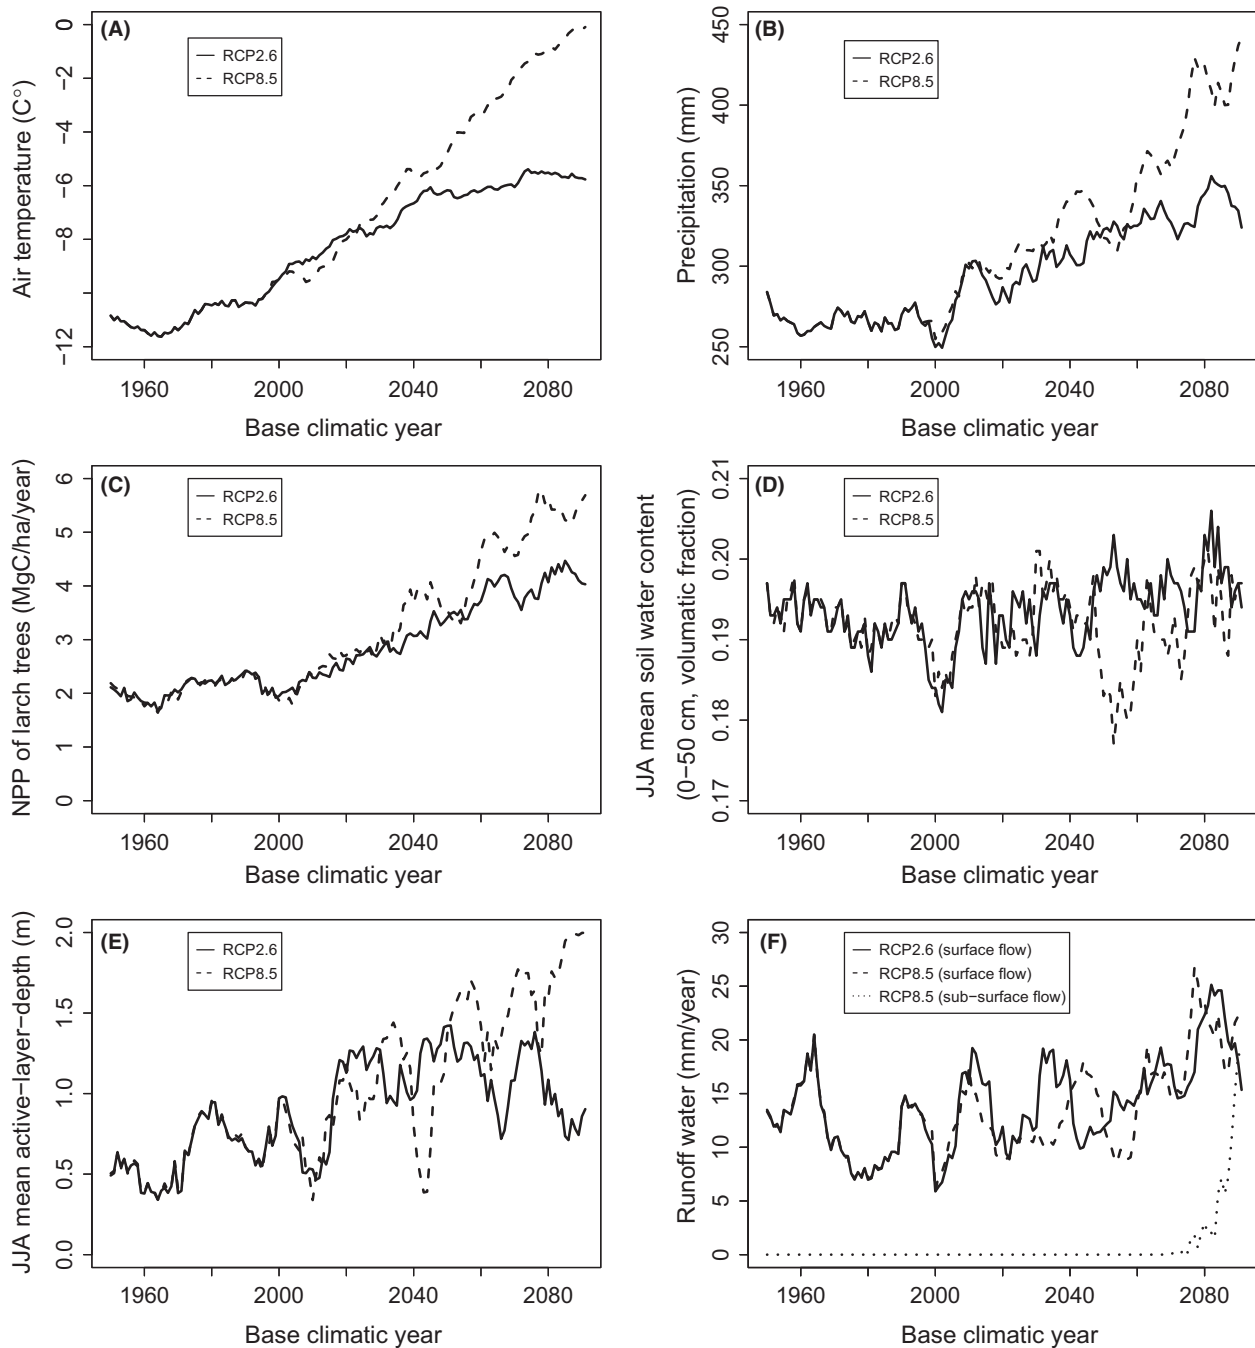 (A)
RCP2.6
RCP8.5
Air temperature (C°)
0
−2
−4
−6
−8
−12
1960
2000
2040
2080
Base climatic year
(B)
RCP2.6
RCP8.5
Precipitation (mm)
450
400
350
300
250
1960
2000
2040
2080
Base climatic year
(C)
RCP2.6
RCP8.5
NPP of larch trees (MgC/ha/year)
6
5
4
3
2
1
0
1960
2000
2040
2080
Base climatic year
(D)
RCP2.6
RCP8.5
JJA mean soil water content
(0−50 cm, volumatic fraction)
0.21
0.20
0.19
0.18
0.17
1960
2000
2040
2080
Base climatic year
(E)
RCP2.6
RCP8.5
JJA mean active−layer−depth (m)
2.0
1.5
1.0
0.5
0.0
1960
2000
2040
2080
Base climatic year
(F)
RCP2.6 (surface flow)
RCP8.5 (surface flow)
RCP8.5 (sub−surface flow)
Runoff water (mm/year)
30
25
20
15
10
5
0
1960
2000
2040
2080
Base climatic year